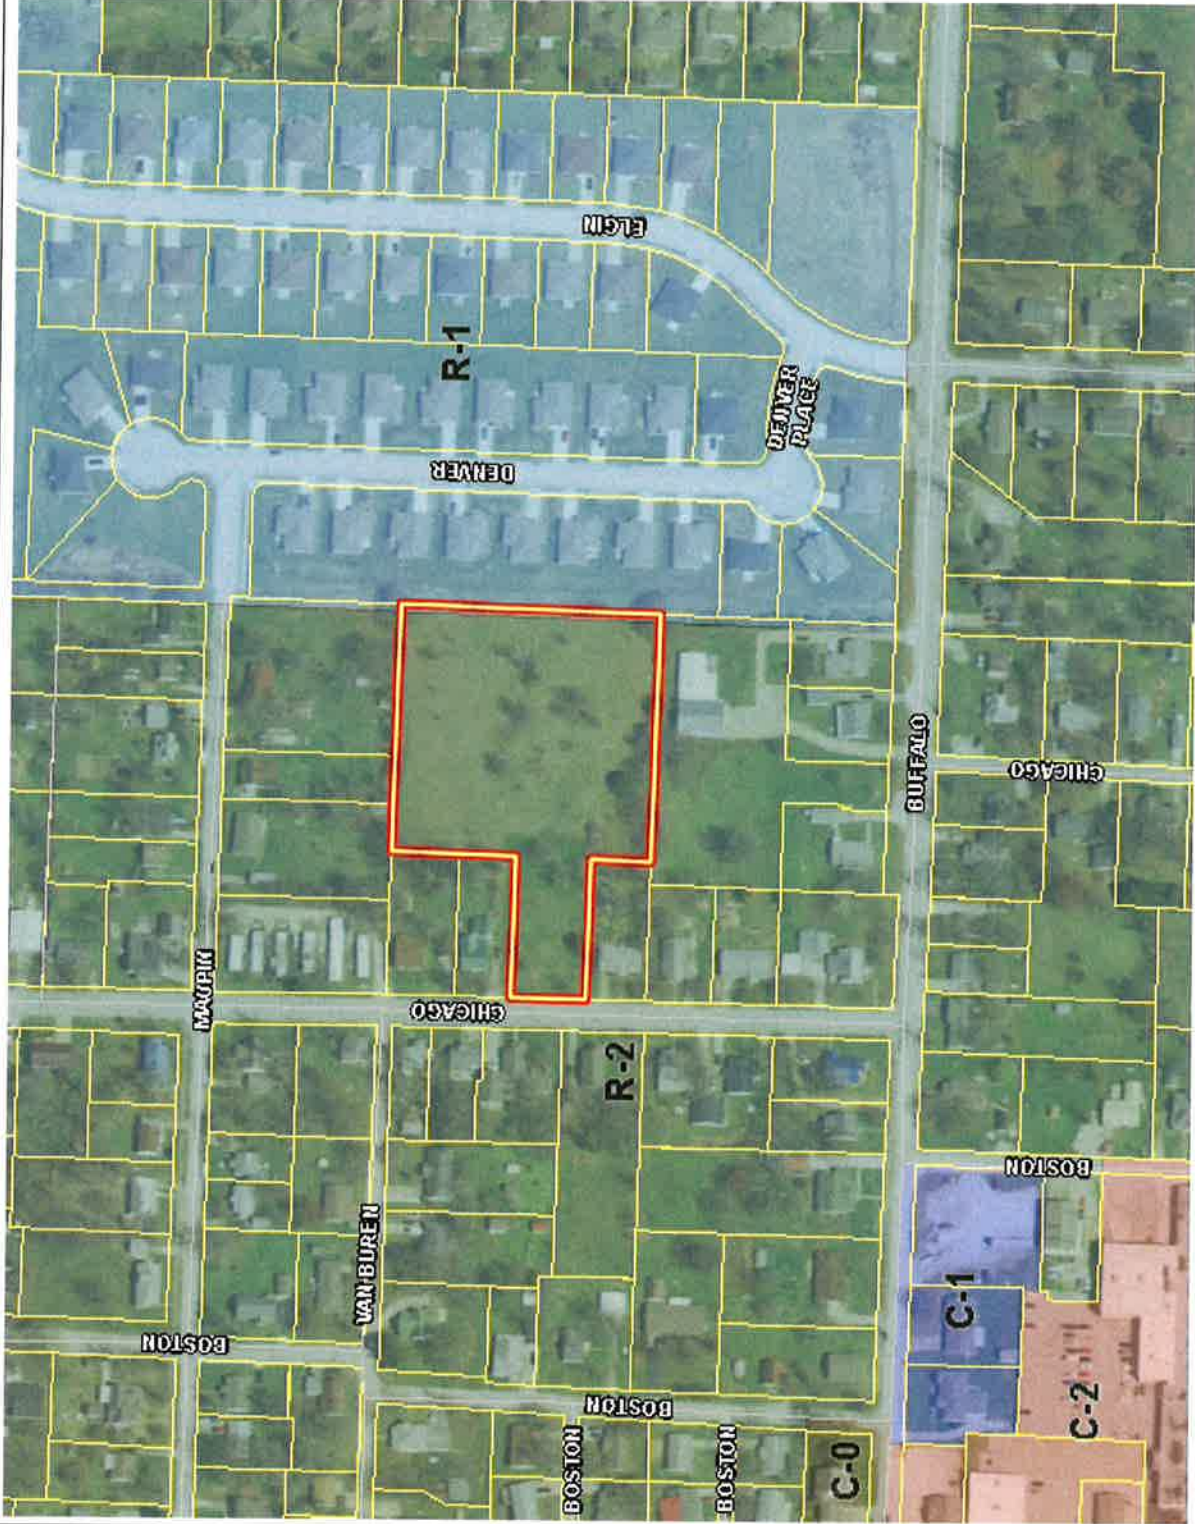 ELGIN
R-1
DENVER
PLACE
DENVER
BUFFALO
CHICAGO
MAUPIN
CHICAGO
R-2
BOSTON
VAN BUREN
C-1
BOSTON
BOSTON
C-2
BOSTON
BOSTON
C-0